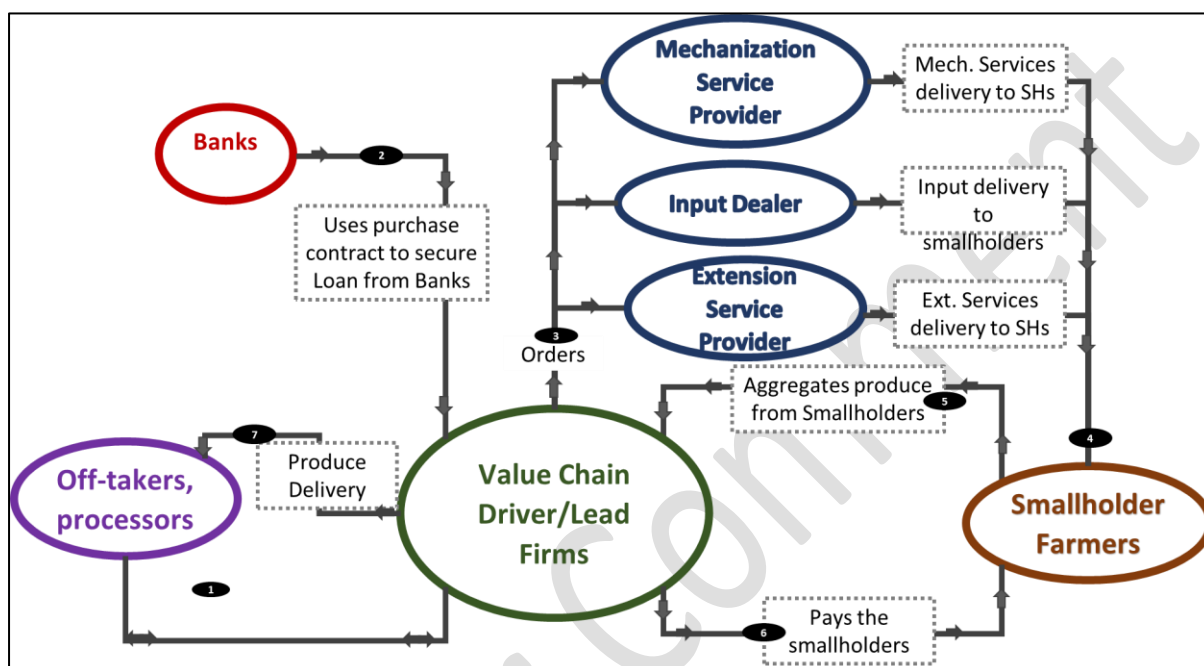 Mechanization
Service
Provider
Mech. Services
delivery to SHs
Banks
2
Input Dealer
Input delivery
to
smallholders
Uses purchase
contract to secure
Loan from Banks
Extension
Service
Provider
Ext. Services
delivery to SHs
3
Orders
Aggregates produce
from Smallholders
5
4
7
Produce
Delivery
Off-takers,
processors
Value Chain
Driver/Lead
Firms
Smallholder
Farmers
1
6
Pays the
smallholders
Comment